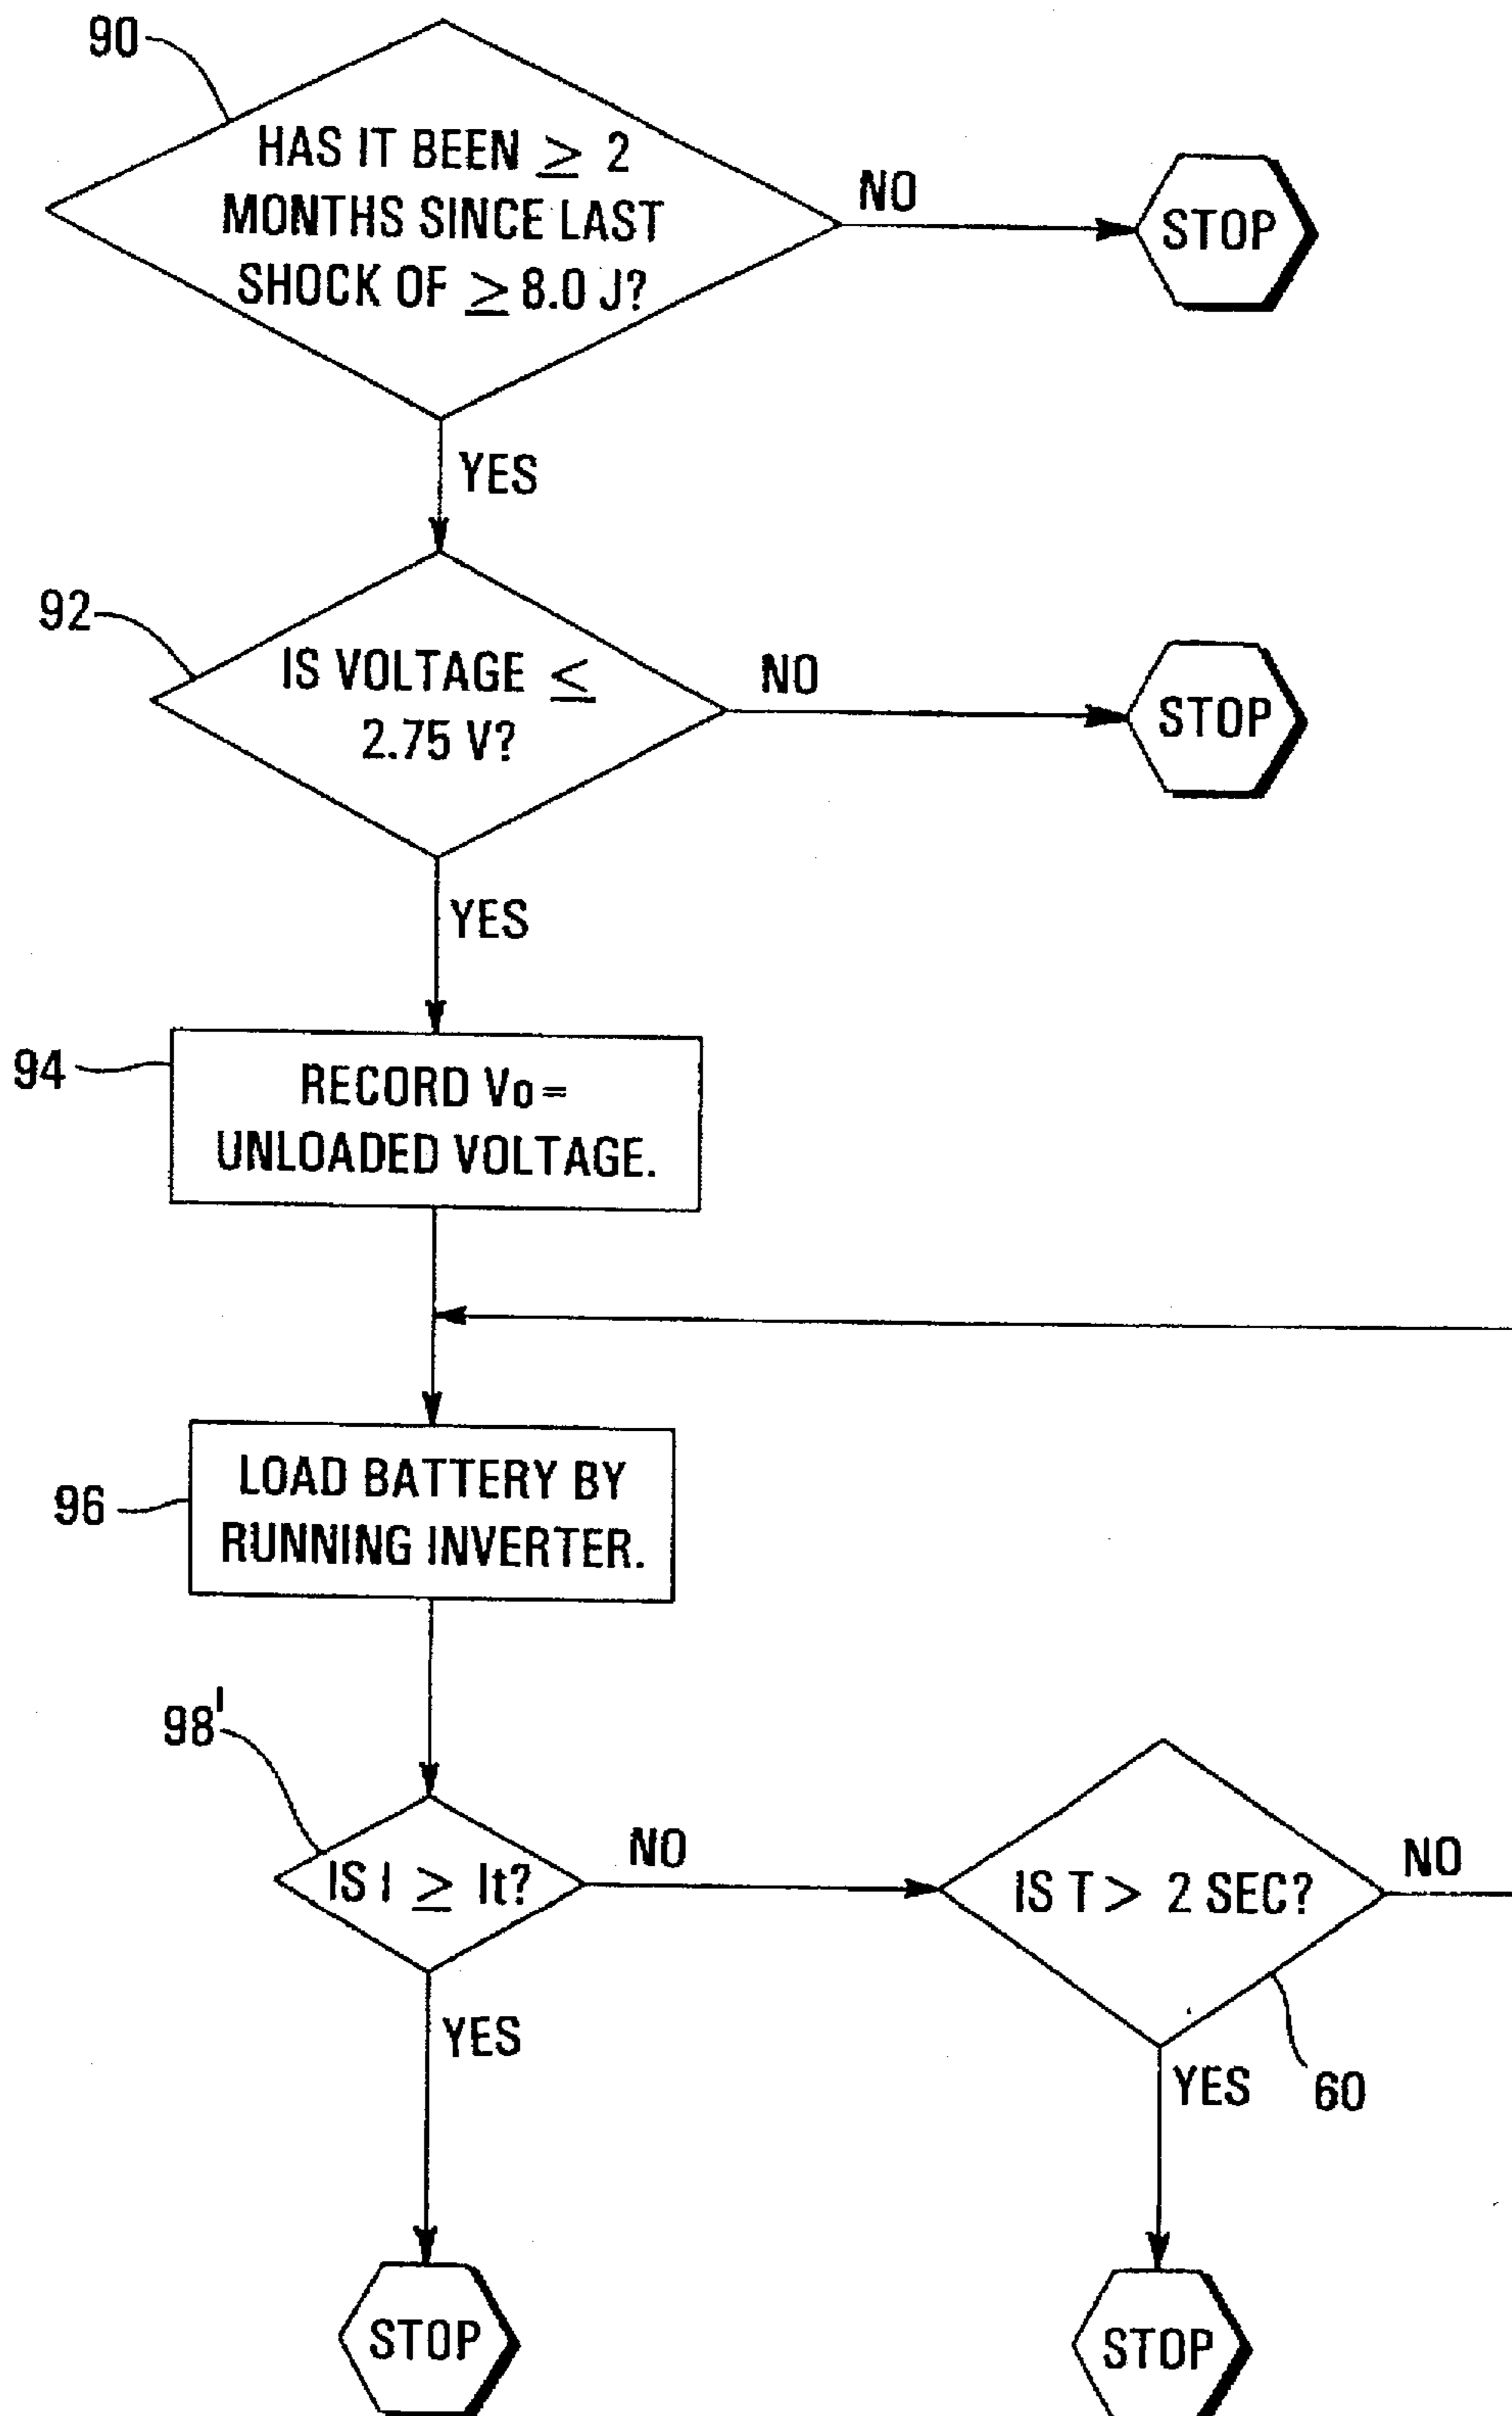 90
HAS IT BEEN ≥ 2
MONTHS SINCE LAST
SHOCK OF ≥ 8.0 J?
NO
STOP
YES
92
IS VOLTAGE ≤
2.75 V?
NO
STOP
YES
94
RECORD Vo =
UNLOADED VOLTAGE.
96
LOAD BATTERY BY
RUNNING INVERTER.
98'
IS I ≥ It?
NO
IS T > 2 SEC?
NO
60
YES
STOP
YES
STOP